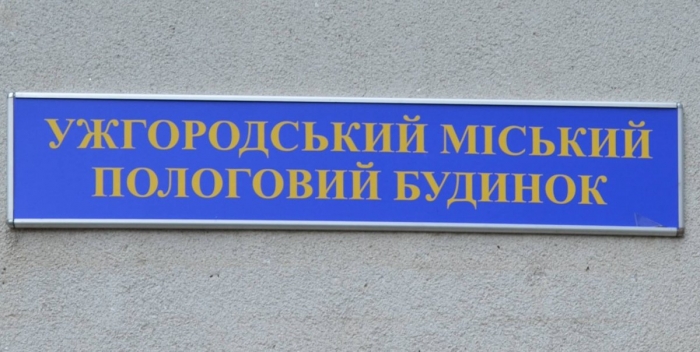 УЖГОРОДСЬКИЙ МІСЬКИЙ
ПОЛОГОВИЙ БУДИНОК